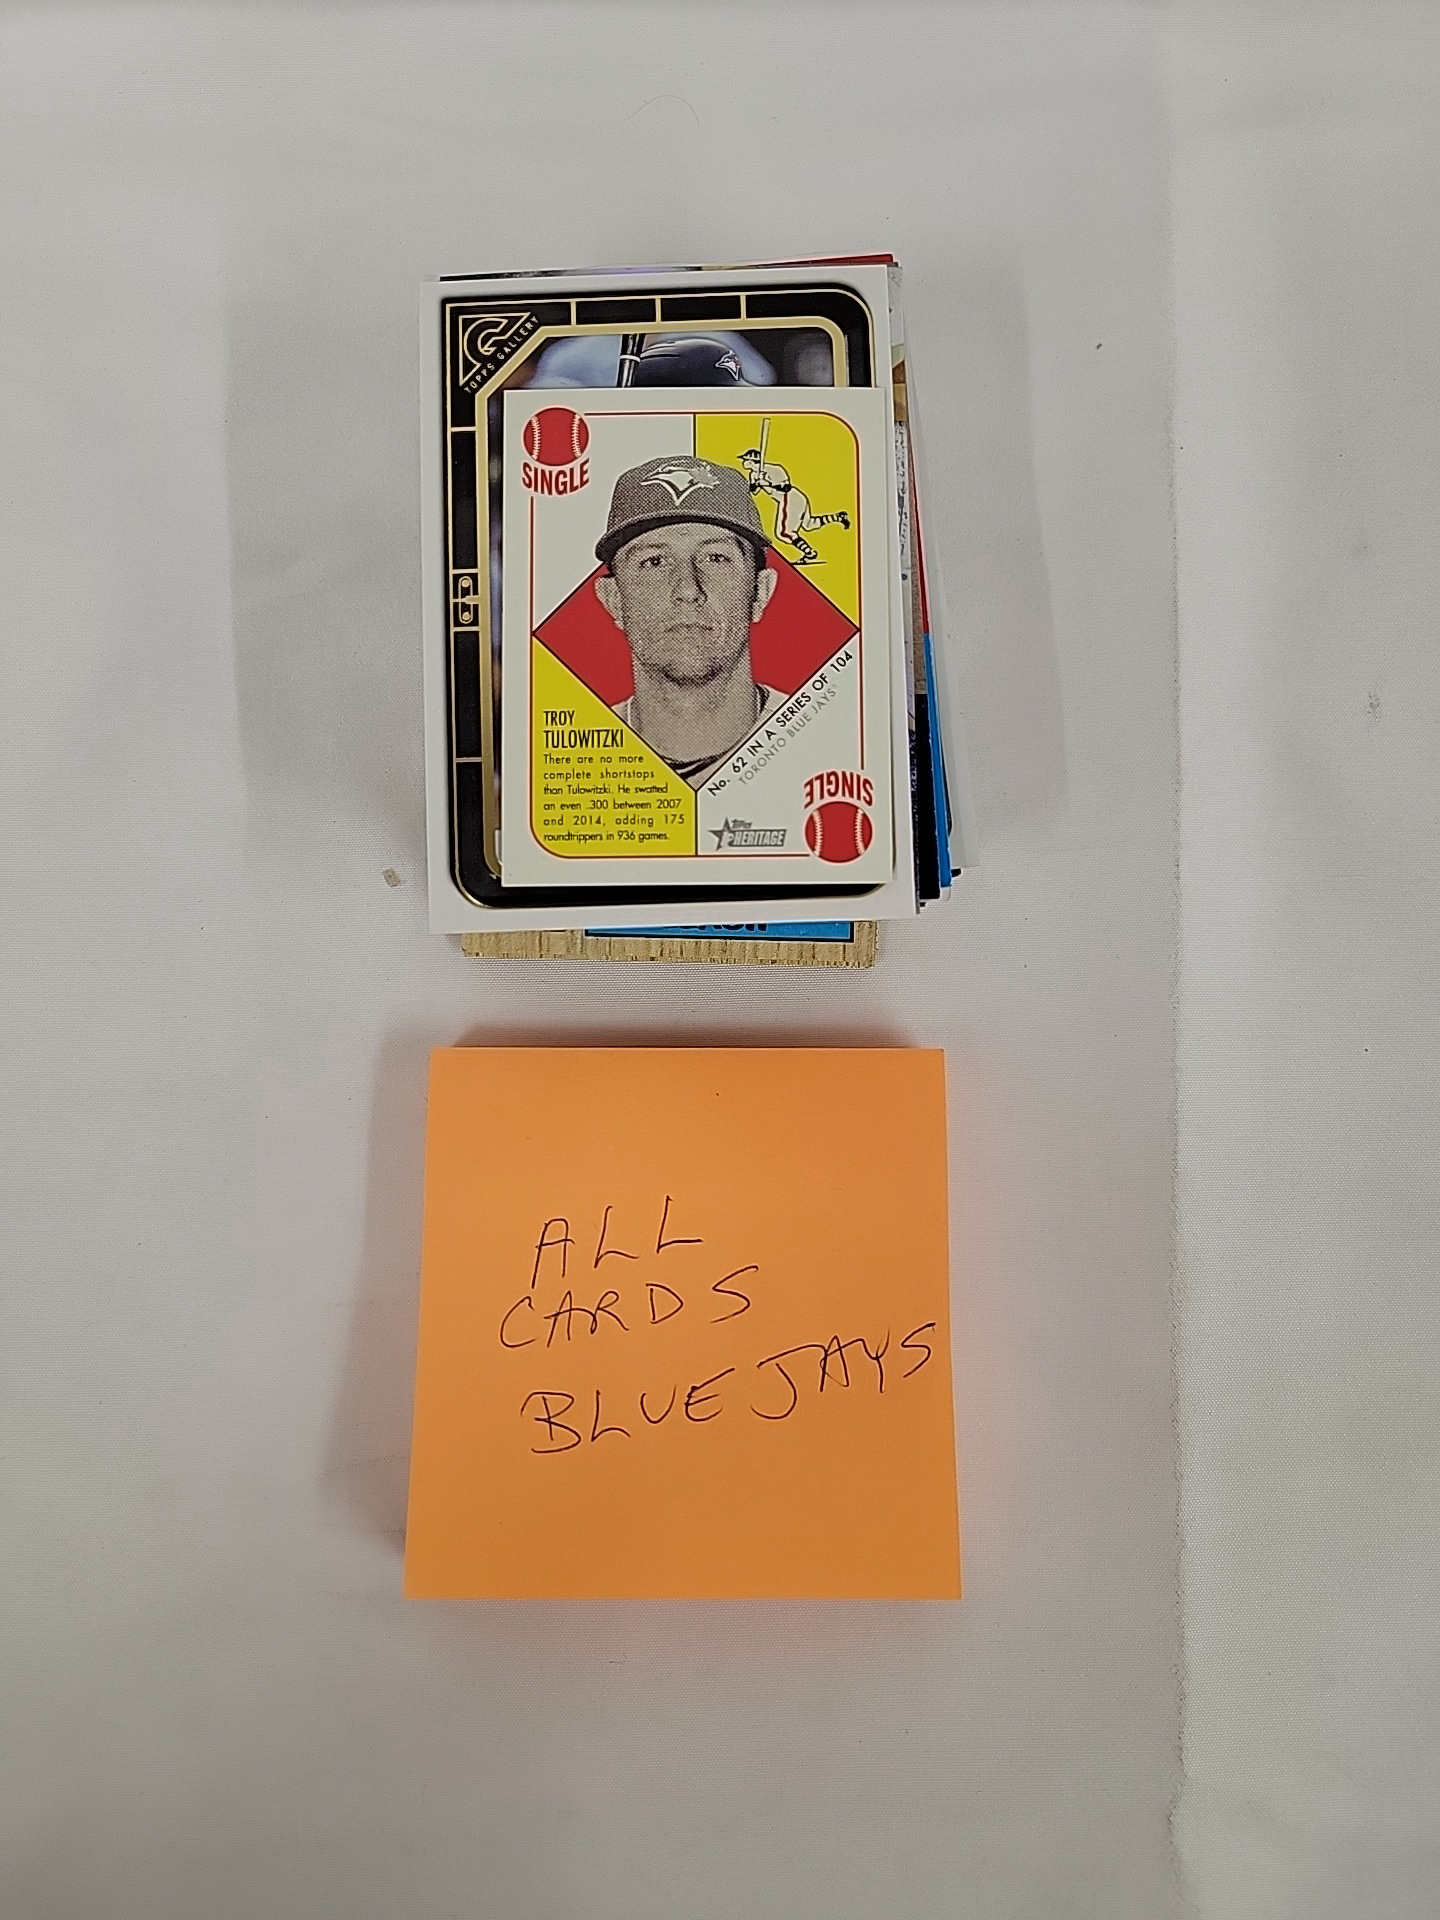 TOPPS GALLERY
SINGLE
TROY
TULOWITZKI
There are no more
complete shortstops
than Tulowitzki. He swatted
an even .300 between 2007
and 2014, adding 175
roundtrippers in 936 games.
No. 62 IN A SERIES OF 104
TORONTO BLUE JAYS
SINGLE
Topps
HERITAGE
ALL
CARDS
BLUE JAYS